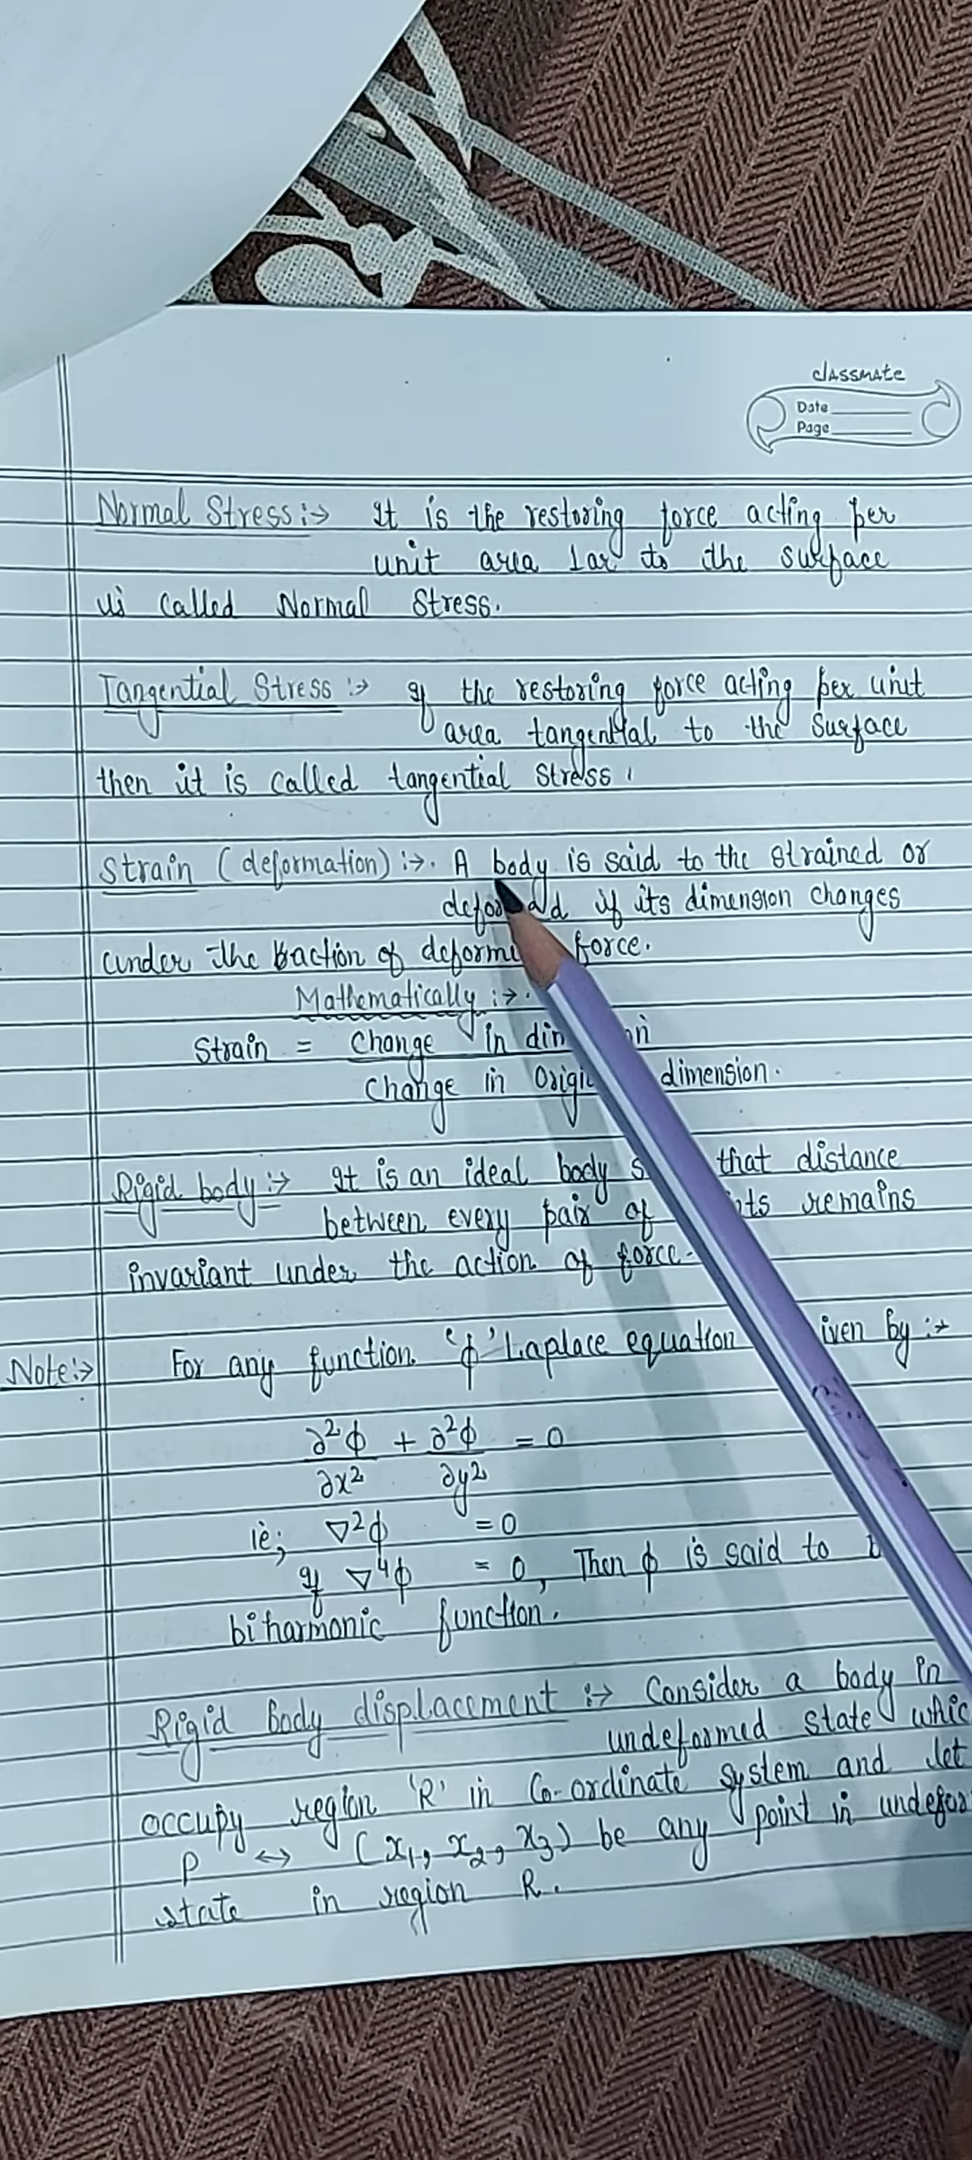 classmate
Date
Page
Normal Stress :→ It is the restoring force acting per
unit area 1ar to the surface
is called Normal Stress.
Tangential Stress :→ If the restoring force acting per unit
area tangential to the Surface
then it is called tangential Stress.
Strain (deformation) :→. A body is said to the strained or
if its dimension changes
under the action of force.
Mathematically :→.
Strain = Change in
Change in dimension.
Rigid body :→ It is an ideal body that distance
between every pair of remains
invariant under the action of force.
Note :→ For any function 'ϕ' Laplace equation by :→
∂²ϕ/∂x² + ∂²ϕ/∂y² = 0
ie; ∇²ϕ = 0
If ∇⁴ϕ = 0, Then ϕ is said to
biharmonic function.
Rigid Body displacement :→ Consider a body in
undeformed state
occupy region 'R' in Co-ordinate system and let
P ↔ (x₁, x₂, x₃) be any point in
state in region R.